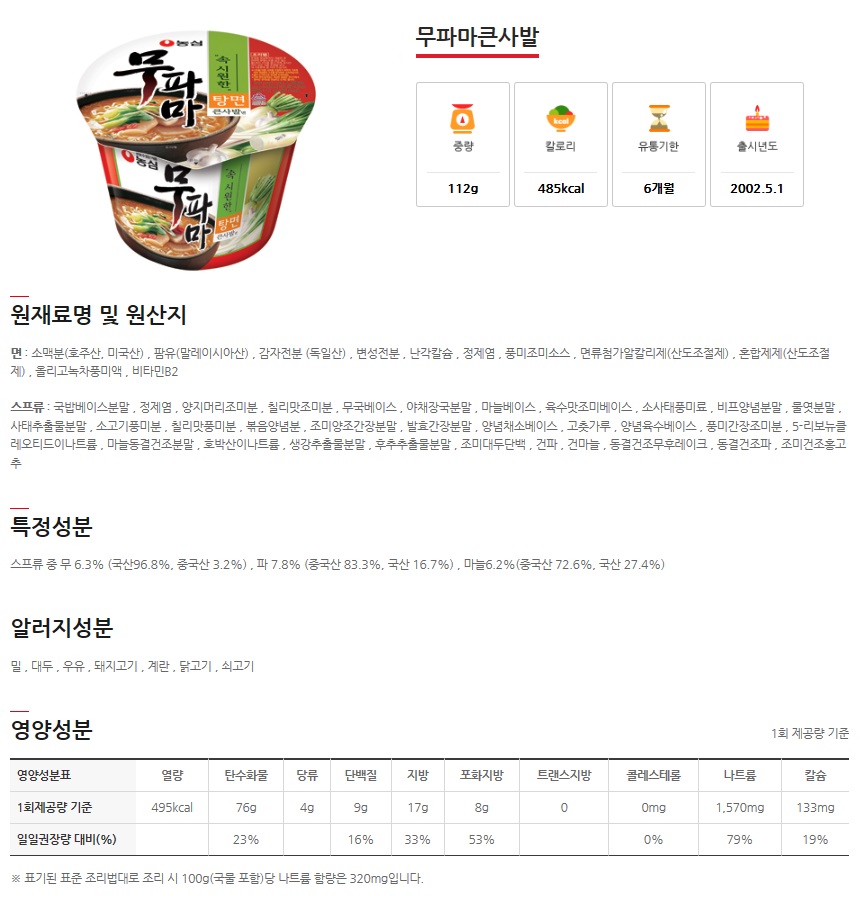 농심
무파마
속 시원한
탕면
큰사발면
농심
무파마
속 시원한
탕면
큰사발면
무파마큰사발
kcal
중량
칼로리
유통기한
출시년도
112g
485kcal
6개월
2002.5.1
원재료명 및 원산지
면 : 소맥분(호주산, 미국산) , 팜유(말레이시아산) , 감자전분 (독일산) , 변성전분 , 난각칼슘 , 정제염 , 풍미조미소스 , 면류첨가알칼리제(산도조절제) , 혼합제제(산도조절
제) , 올리고녹차풍미액 , 비타민B2
스프류 : 국밥베이스분말 , 정제염 , 양지머리조미분 , 칠리맛조미분 , 무국베이스 , 야채장국분말 , 마늘베이스 , 육수맛조미베이스 , 소사태풍미료 , 비프양념분말 , 물엿분말 ,
사태추출물분말 , 소고기풍미분 , 칠리맛풍미분 , 볶음양념분 , 조미양조간장분말 , 발효간장분말 , 양념채소베이스 , 고춧가루 , 양념육수베이스 , 풍미간장조미분 , 5-리보뉴클
레오티드이나트륨 , 마늘동결건조분말 , 호박산이나트륨 , 생강추출물분말 , 후추추출물분말 , 조미대두단백 , 건파 , 건마늘 , 동결건조무후레이크 , 동결건조파 , 조미건조홍고
추
특정성분
스프류 중 무 6.3% (국산96.8%, 중국산 3.2%) , 파 7.8% (중국산 83.3%, 국산 16.7%) , 마늘6.2%(중국산 72.6%, 국산 27.4%)
알러지성분
밀 , 대두 , 우유 , 돼지고기 , 계란 , 닭고기 , 쇠고기
영양성분
1회 제공량 기준
영양성분표 열량 탄수화물 당류 단백질 지방 포화지방 트랜스지방 콜레스테롤 나트륨 칼슘
1회제공량 기준 495kcal 76g 4g 9g 17g 8g 0 0mg 1,570mg 133mg
일일권장량 대비(%) 23% 16% 33% 53% 0% 79% 19%
※ 표기된 표준 조리법대로 조리 시 100g(국물 포함)당 나트륨 함량은 320mg입니다.